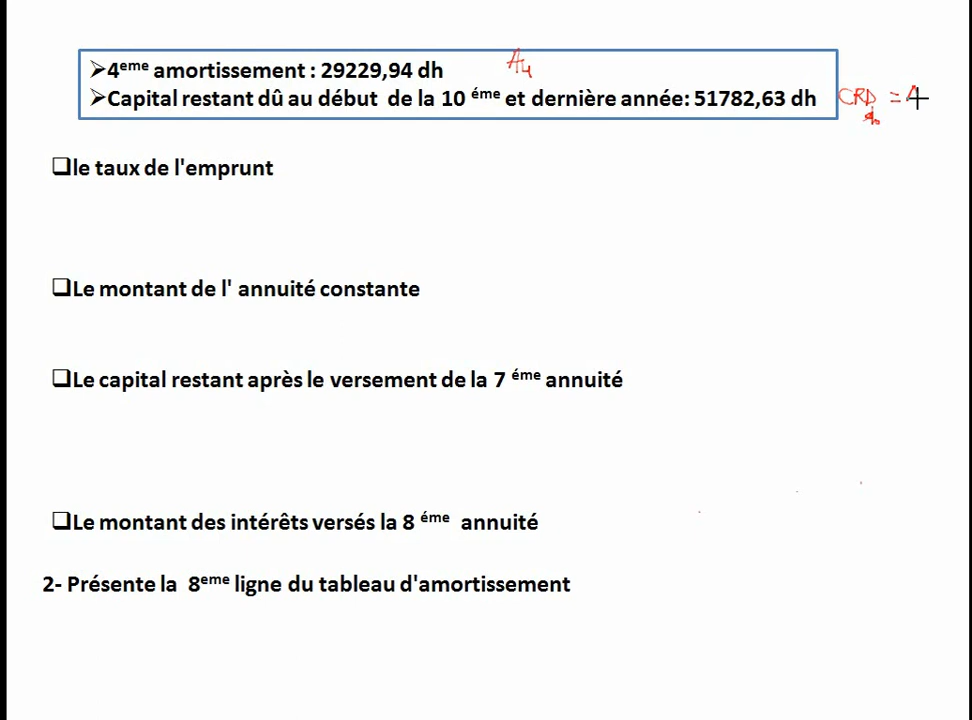 ➢4eme amortissement : 29229,94 dh A4
➢Capital restant dû au début de la 10 éme et dernière année: 51782,63 dh CRD =
❑le taux de l'emprunt
❑Le montant de l' annuité constante
❑Le capital restant après le versement de la 7 éme annuité
❑Le montant des intérêts versés la 8 éme annuité
2- Présente la 8eme ligne du tableau d'amortissement